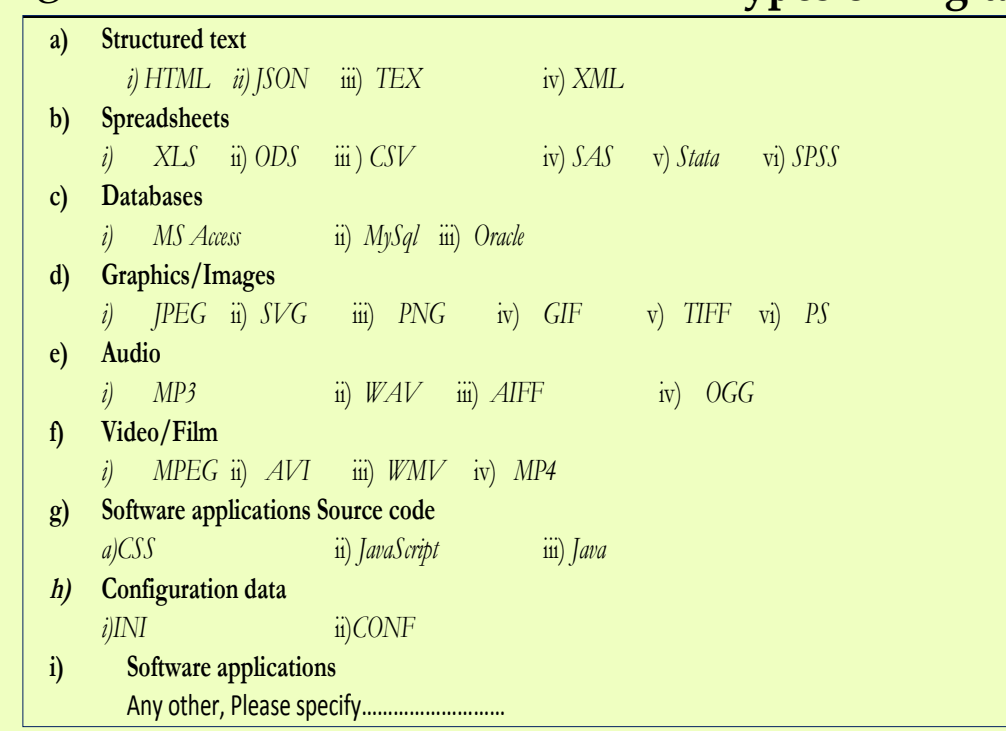 a) Structured text
i) HTML ii) JSON iii) TEX iv) XML
b) Spreadsheets
i) XLS ii) ODS iii ) CSV iv) SAS v) Stata vi) SPSS
c) Databases
i) MS Access ii) MySql iii) Oracle
d) Graphics/Images
i) JPEG ii) SVG iii) PNG iv) GIF v) TIFF vi) PS
e) Audio
i) MP3 ii) WAV iii) AIFF iv) OGG
f) Video/Film
i) MPEG ii) AVI iii) WMV iv) MP4
g) Software applications Source code
a)CSS ii) JavaScript iii) Java
h) Configuration data
i)INI ii)CONF
i) Software applications
Any other, Please specify...........................